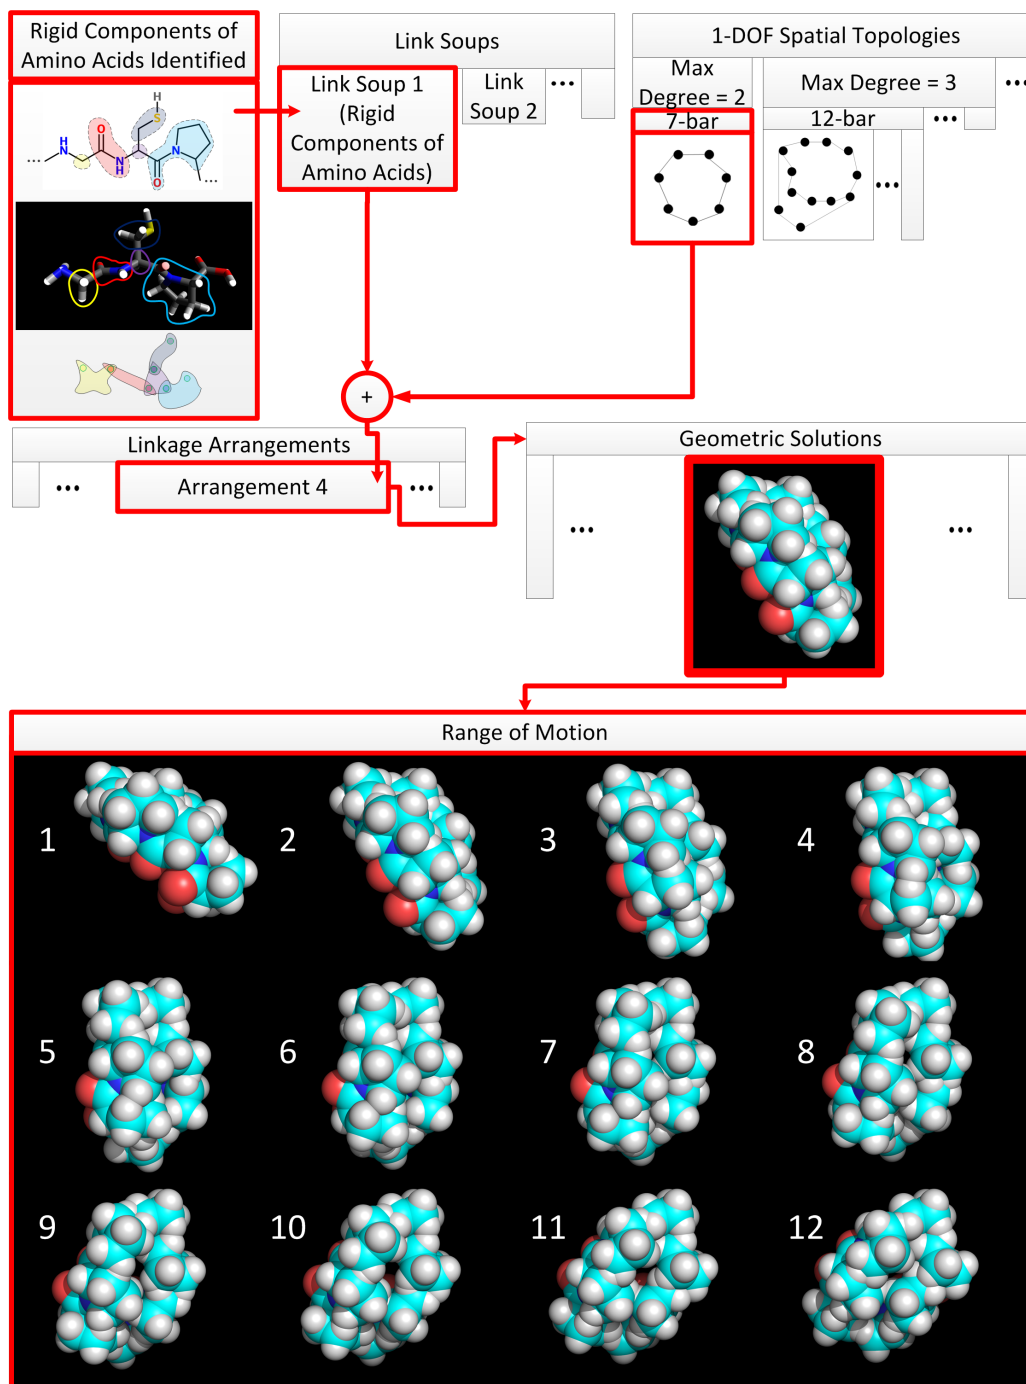 Rigid Components of
Amino Acids Identified
Link Soups
Link Soup 1
(Rigid
Components of
Amino Acids)
Link
Soup 2
...
1-DOF Spatial Topologies
Max
Degree = 2
Max Degree = 3
...
7-bar
12-bar
...
...
H
S
O
N
H
N
H
N
O
...
...
+
Linkage Arrangements
...
Arrangement 4
...
Geometric Solutions
...
...
Range of Motion
1
2
3
4
5
6
7
8
9
10
11
12